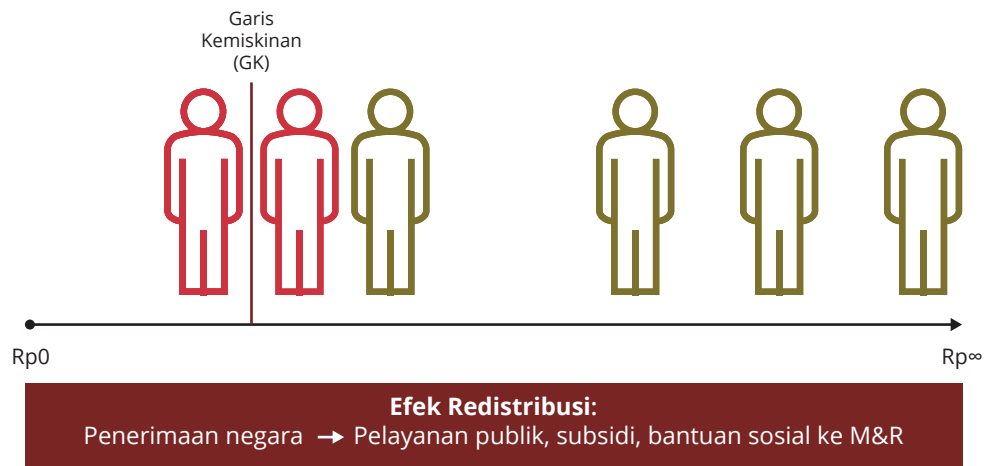 Garis
Kemiskinan
(GK)
Rp0
Rp∞
Efek Redistribusi:
Penerimaan negara → Pelayanan publik, subsidi, bantuan sosial ke M&R